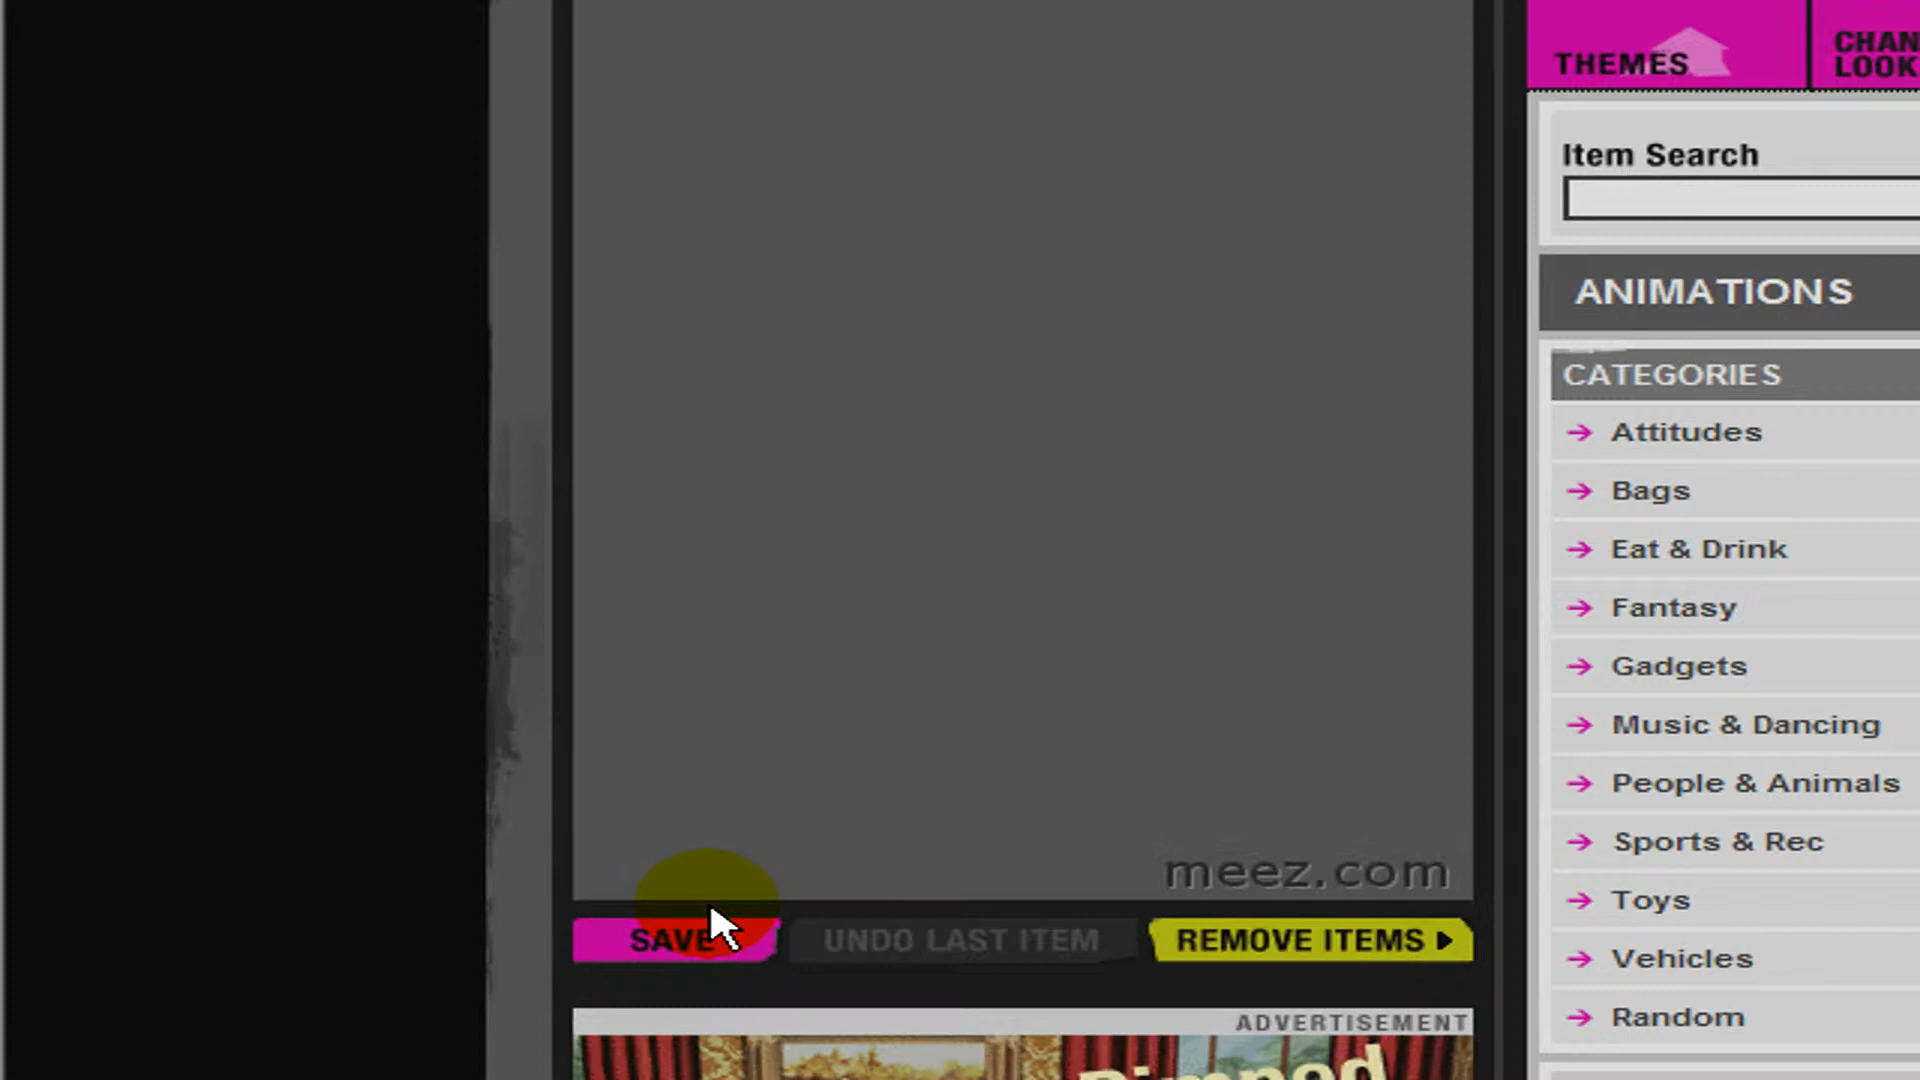 THEMES
CHAN
LOOK
Item Search
ANIMATIONS
CATEGORIES
Attitudes
Bags
Eat & Drink
Fantasy
Gadgets
Music & Dancing
People & Animals
Sports & Rec
Toys
Vehicles
Random
meez.com
SAVE
UNDO LAST ITEM
REMOVE ITEMS
ADVERTISEMENT